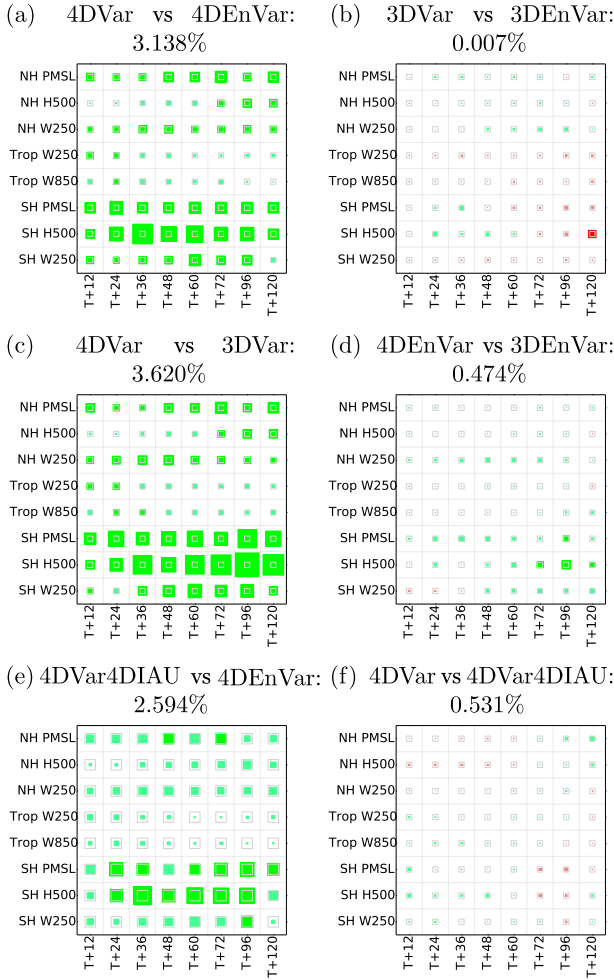 (a) 4DVar vs 4DEnVar:
3.138%
NH PMSL
NH H500
NH W250
Trop W250
Trop W850
SH PMSL
SH H500
SH W250
T+12 T+24 T+36 T+48 T+60 T+72 T+96 T+120
(b) 3DVar vs 3DEnVar:
0.007%
NH PMSL
NH H500
NH W250
Trop W250
Trop W850
SH PMSL
SH H500
SH W250
T+12 T+24 T+36 T+48 T+60 T+72 T+96 T+120
(c) 4DVar vs 3DVar:
3.620%
NH PMSL
NH H500
NH W250
Trop W250
Trop W850
SH PMSL
SH H500
SH W250
T+12 T+24 T+36 T+48 T+60 T+72 T+96 T+120
(d) 4DEnVar vs 3DEnVar:
0.474%
NH PMSL
NH H500
NH W250
Trop W250
Trop W850
SH PMSL
SH H500
SH W250
T+12 T+24 T+36 T+48 T+60 T+72 T+96 T+120
(e) 4DVar4DIAU vs 4DEnVar:
2.594%
NH PMSL
NH H500
NH W250
Trop W250
Trop W850
SH PMSL
SH H500
SH W250
T+12 T+24 T+36 T+48 T+60 T+72 T+96 T+120
(f) 4DVar vs 4DVar4DIAU:
0.531%
NH PMSL
NH H500
NH W250
Trop W250
Trop W850
SH PMSL
SH H500
SH W250
T+12 T+24 T+36 T+48 T+60 T+72 T+96 T+120